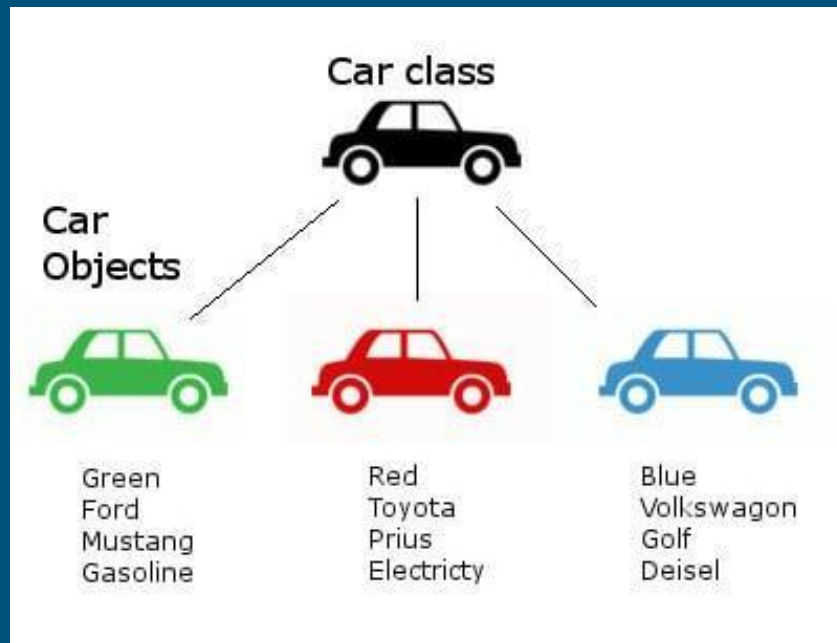 Car class
Car
Objects
Green
Ford
Mustang
Gasoline
Red
Toyota
Prius
Electricty
Blue
Volkswagon
Golf
Deisel